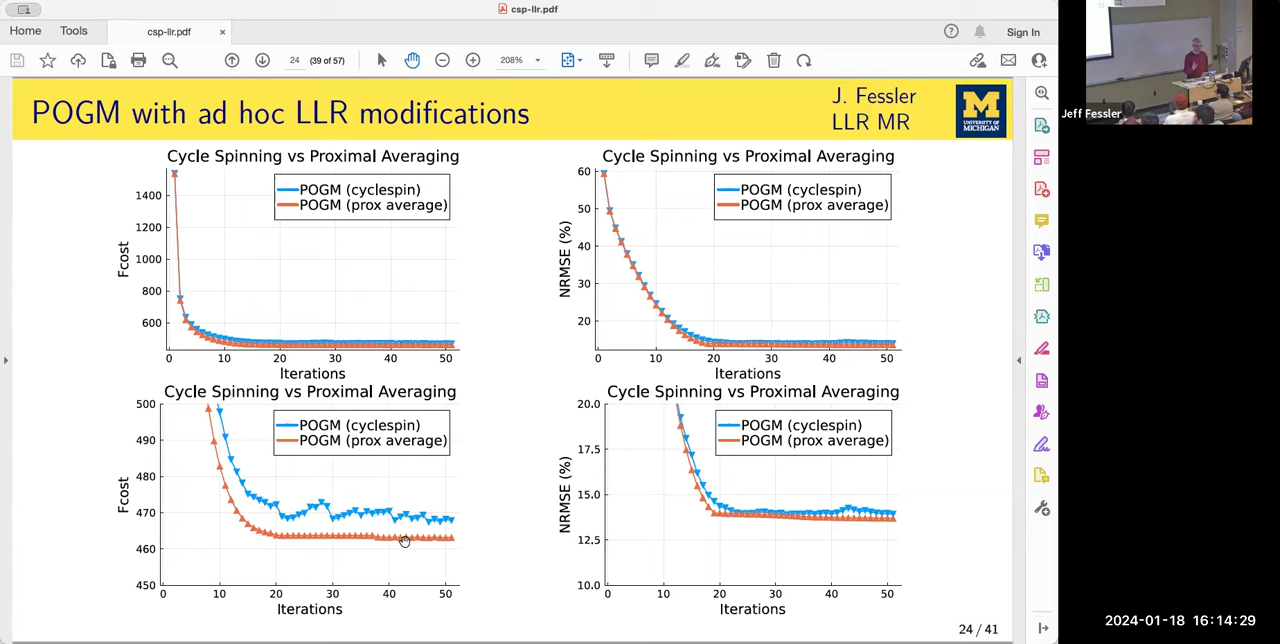 csp-llr.pdf
Home
Tools
csp-llr.pdf
×
Sign In
24
(39 of 57)
208%
POGM with ad hoc LLR modifications
J. Fessler
LLR MR
M
UNIVERSITY OF
MICHIGAN
Jeff Fessler
Cycle Spinning vs Proximal Averaging
POGM (cyclespin)
POGM (prox average)
Fcost
1400
1200
1000
800
600
0
10
20
30
40
50
Iterations
Cycle Spinning vs Proximal Averaging
POGM (cyclespin)
POGM (prox average)
NRMSE (%)
60
50
40
30
20
0
10
20
30
40
50
Iterations
Cycle Spinning vs Proximal Averaging
POGM (cyclespin)
POGM (prox average)
Fcost
500
490
480
470
460
450
0
10
20
30
40
50
Iterations
Cycle Spinning vs Proximal Averaging
POGM (cyclespin)
POGM (prox average)
NRMSE (%)
20.0
17.5
15.0
12.5
10.0
0
10
20
30
40
50
Iterations
24 / 41
2024-01-18 16:14:29